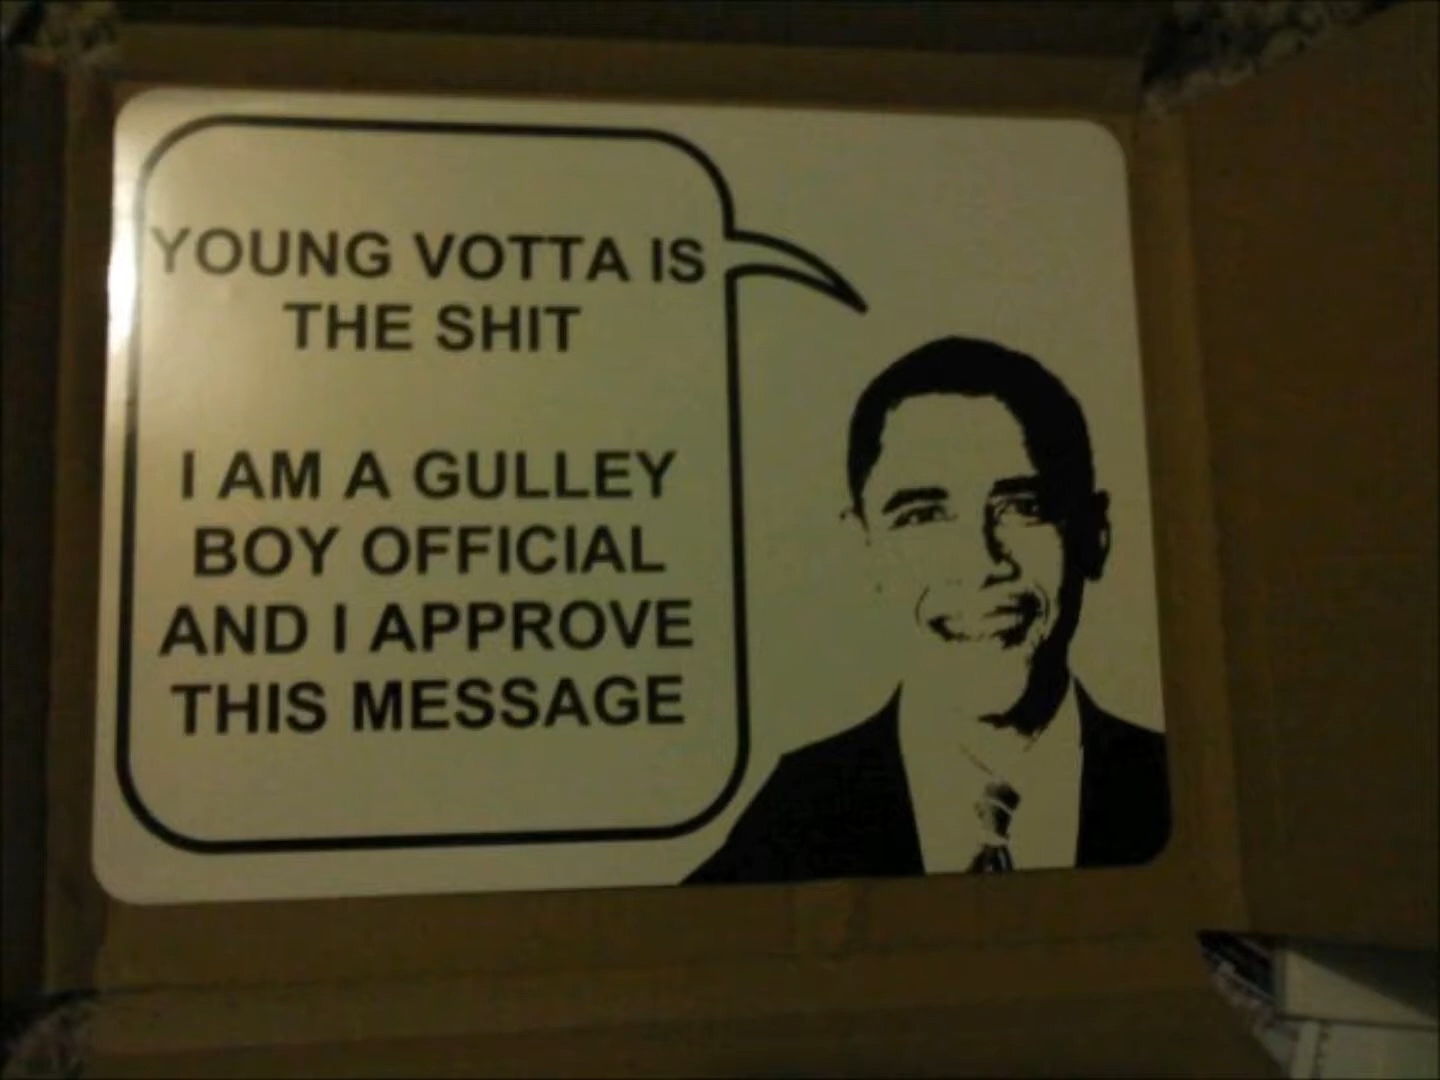 YOUNG VOTTA IS
THE SHIT
I AM A GULLEY
BOY OFFICIAL
AND I APPROVE
THIS MESSAGE